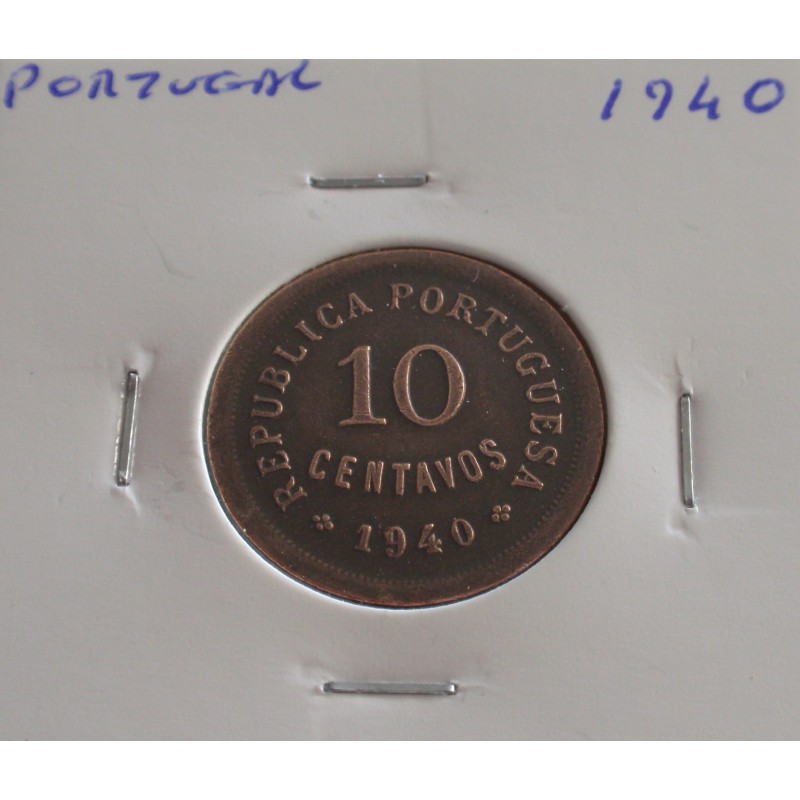 PORTUGAL 1940
REPUBLICA PORTUGUESA
10
CENTAVOS
1940